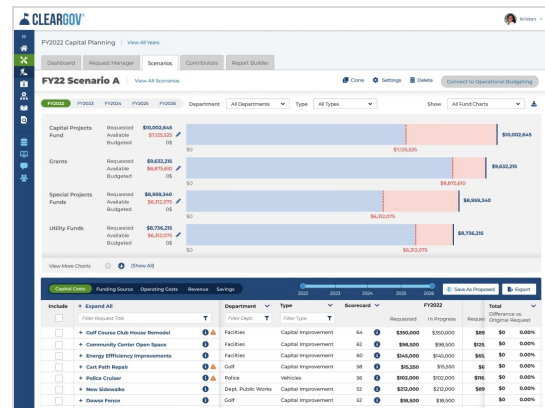 CLEARGOV
Kristen
FY2022 Capital Planning View All Years
Dashboard Request Manager Scenarios Contributors Report Builder
FY22 Scenario A View All Scenarios Clone Settings Delete Connect to Operational Budgeting
FY2022 FY2023 FY2024 FY2025 FY2026 Department All Departments Type All Types Show All Fund Charts
Capital Projects Fund Requested $10,002,645
Available $7,125,525
Budgeted 0$
$0 $7,125,525 $10,002,645
Grants Requested $9,632,215
Available $8,875,610
Budgeted 0$
$0 $8,875,610 $9,632,215
Special Projects Funds Requested $8,959,340
Available $6,312,075
Budgeted 0$
$0 $6,312,075 $8,959,340
Utility Funds Requested $8,736,215
Available $6,312,075
Budgeted 0$
$0 $6,312,075 $8,736,215
View More Charts (Show All)
Capital Costs Funding Source Operating Costs Revenue Savings 2022 2023 2024 2025 2026 Save As Proposed Export
Include + Expand All Department Type Scorecard FY2022 Total
Filter Request Title Filter Dept. Filter Type Requested In Progress Reques Difference vs. Original Request
+ Golf Course Club House Remodel Facilities Capital Improvement 64 $350,000 $350,000 $89 $0 0.00%
+ Community Center Open Space Facilities Capital Improvement 62 $98,500 $98,500 $125, $0 0.00%
+ Energy Effficiency Improvements Facilities Capital Improvement 60 $145,000 $145,000 $65, $0 0.00%
+ Cart Path Repair Golf Capital Improvement 58 $15,550 $15,550 $6 $0 0.00%
+ Police Cruiser Police Vehicles 56 $102,000 $102,000 $116, $0 0.00%
+ New Sidewalks Dept. Public Works Capital Improvement 52 $212,000 $212,000 $89 $0 0.00%
+ Dowse Fence Golf Capital Improvement 52 $18,500 $18,500 $0 0.00%